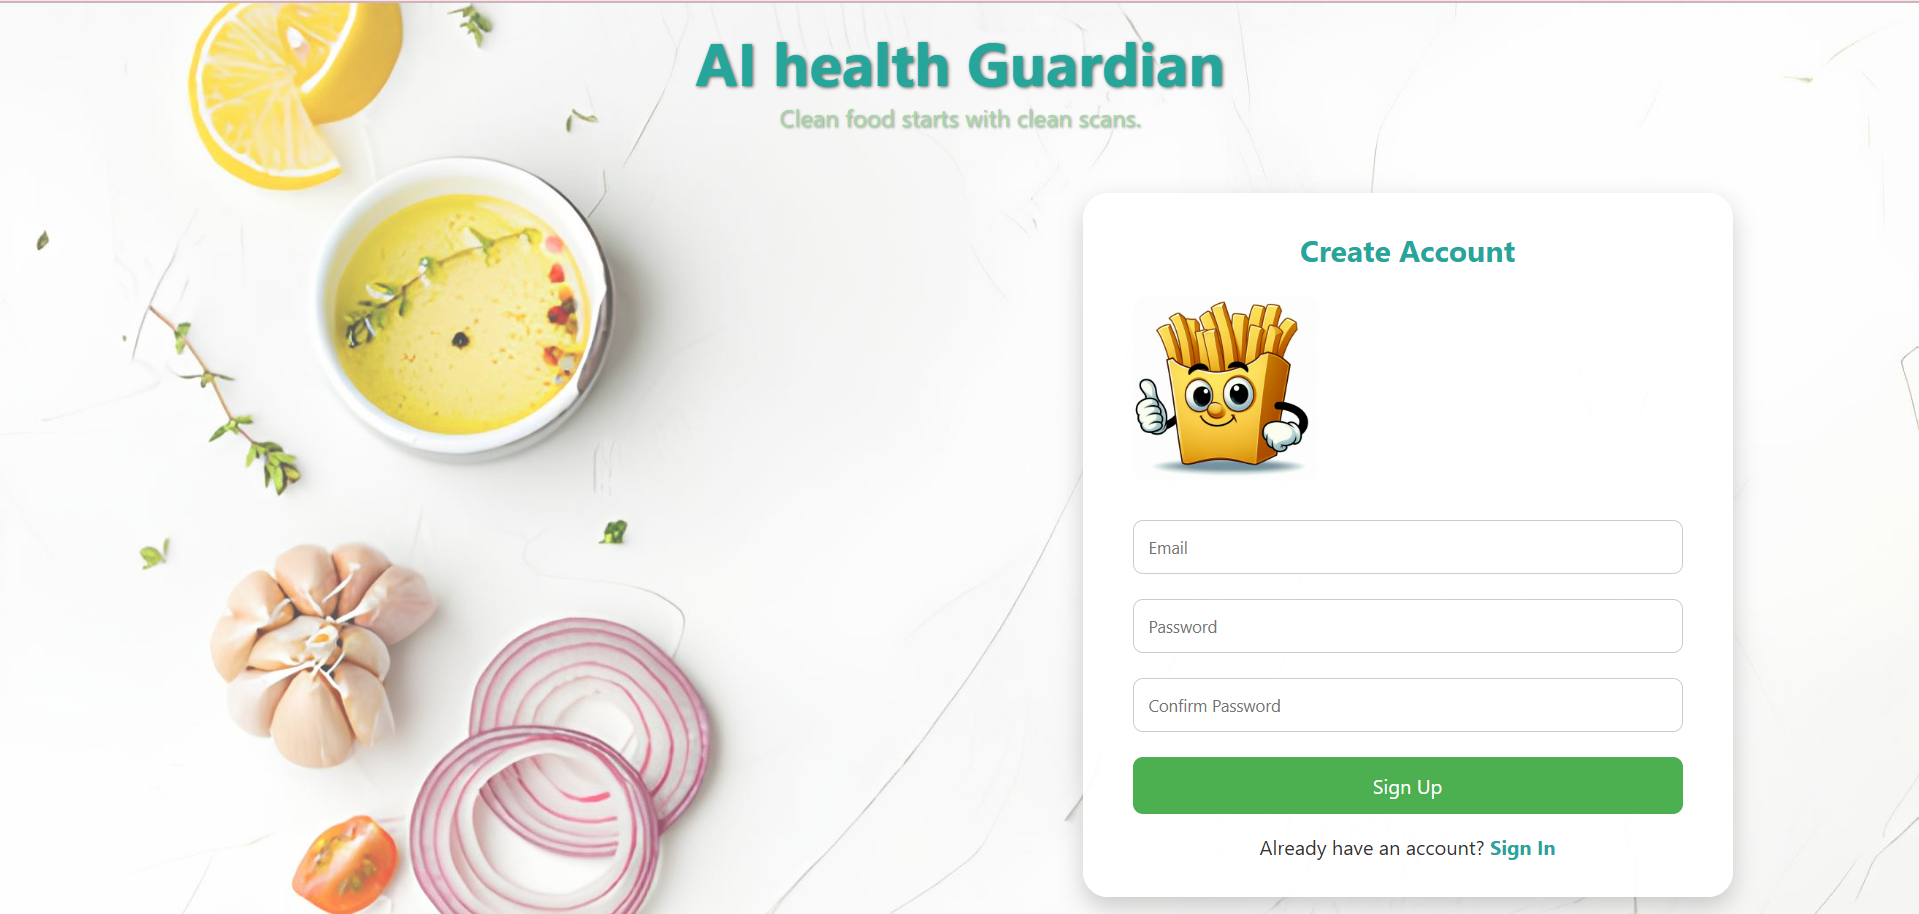 AI health Guardian
Clean food starts with clean scans.
Create Account
Email
Password
Confirm Password
Sign Up
Already have an account? Sign In